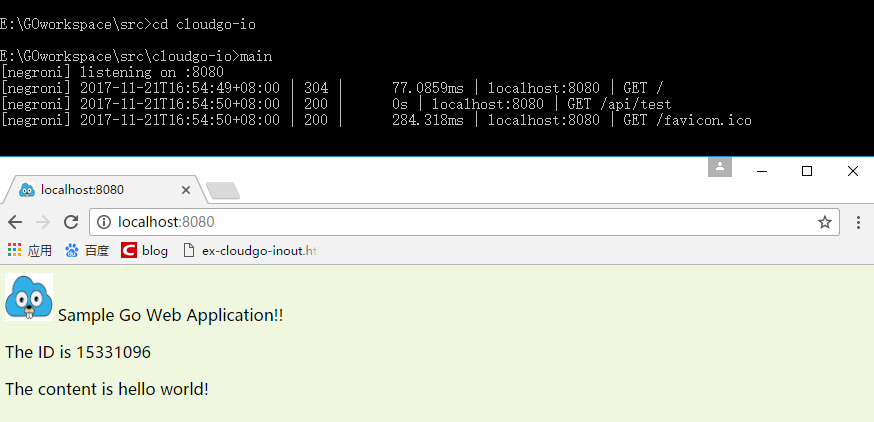 E:\GOworkspace\src>cd cloudgo-io
E:\GOworkspace\src\cloudgo-io>main
[negroni] listening on :8080
[negroni] 2017-11-21T16:54:49+08:00 | 304 | 77.0859ms | localhost:8080 | GET /
[negroni] 2017-11-21T16:54:50+08:00 | 200 | 0s | localhost:8080 | GET /api/test
[negroni] 2017-11-21T16:54:50+08:00 | 200 | 284.318ms | localhost:8080 | GET /favicon.ico
localhost:8080
localhost:8080
应用 百度 C blog ex-cloudgo-inout.ht
Sample Go Web Application!!
The ID is 15331096
The content is hello world!